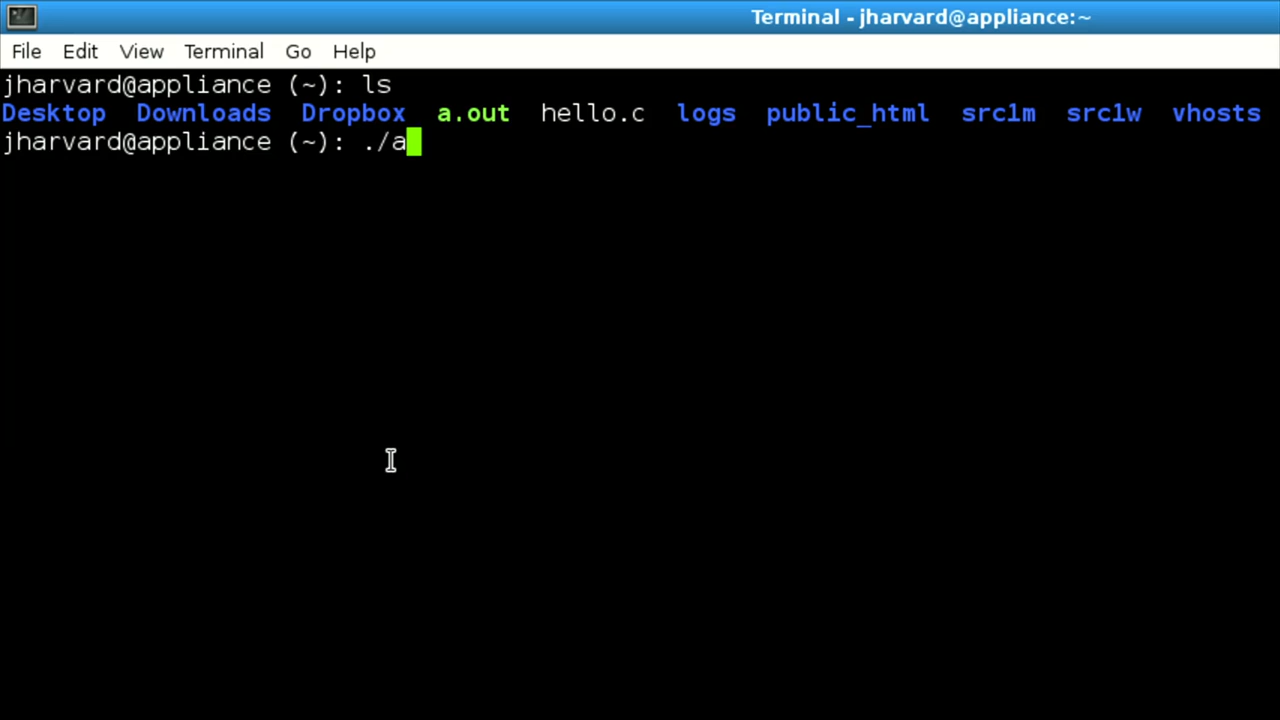 Terminal - jharvard@appliance:~
File Edit View Terminal Go Help
jharvard@appliance (~): ls
Desktop Downloads Dropbox a.out hello.c logs public_html src1m src1w vhosts
jharvard@appliance (~): ./a